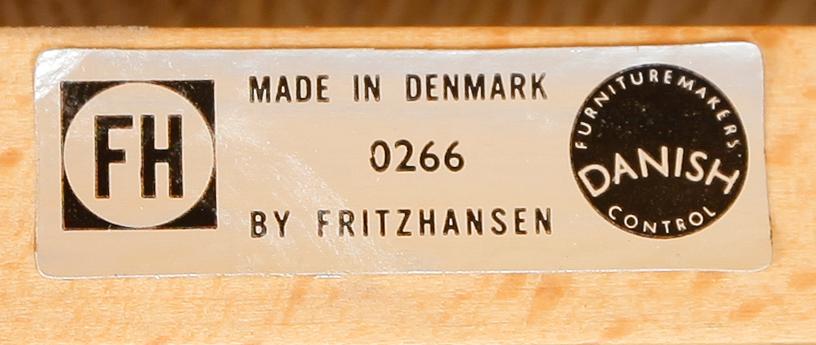 FH
MADE IN DENMARK
0266
BY FRITZHANSEN
FURNITUREMAKERS
DANISH
CONTROL